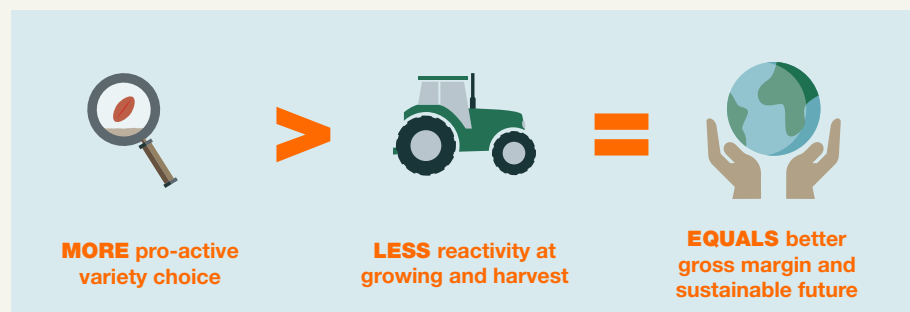 >
=
MORE pro-active
variety choice
LESS reactivity at
growing and harvest
EQUALS better
gross margin and
sustainable future